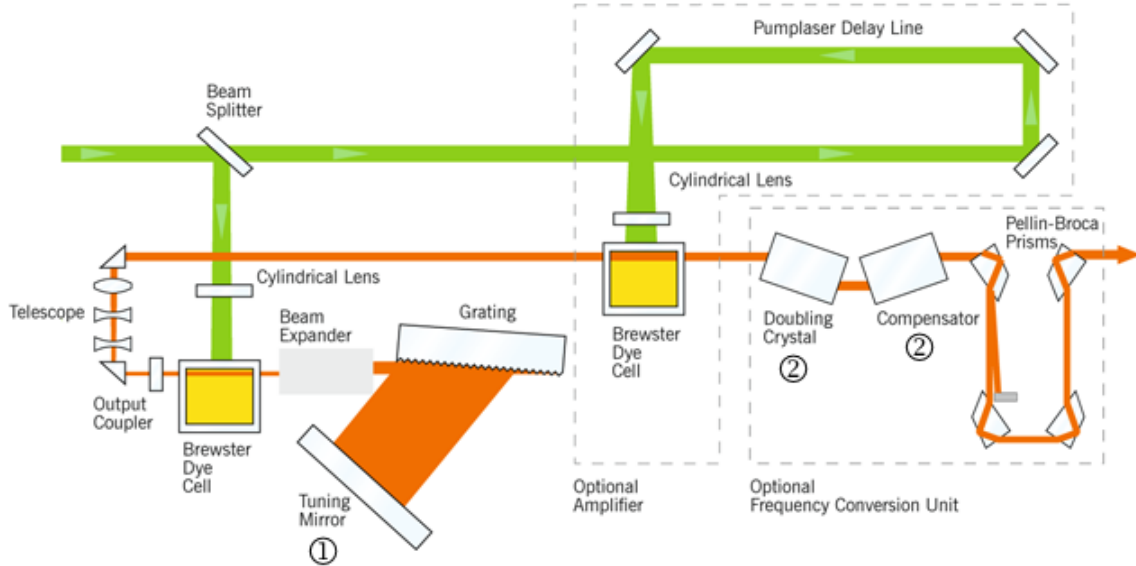 Pumplaser Delay Line
Beam
Splitter
Cylindrical Lens
Pellin-Broca
Prisms
Cylindrical Lens
Telescope
Beam
Expander
Grating
Brewster
Dye
Cell
Doubling
Crystal
②
Compensator
②
Output
Coupler
Brewster
Dye
Cell
Tuning
Mirror
①
Optional
Amplifier
Optional
Frequency Conversion Unit